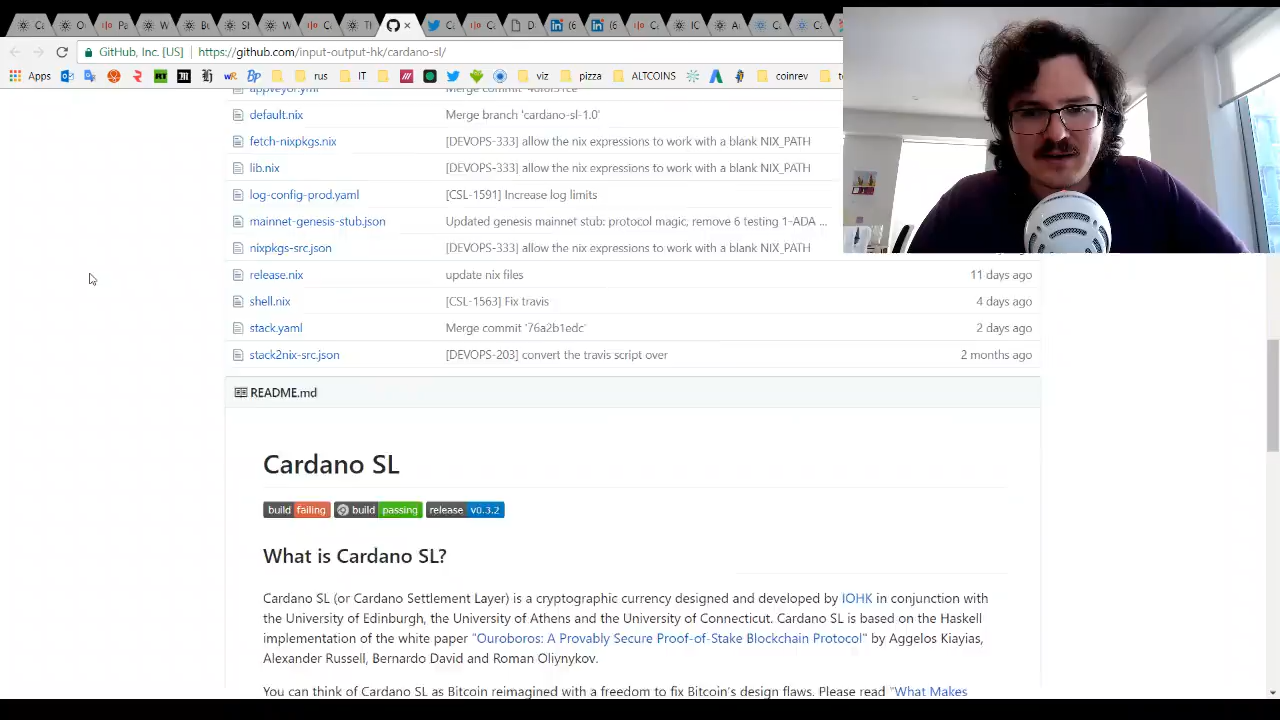 GitHub, Inc. [US] https://github.com/input-output-hk/cardano-sl/
Apps rus IT viz pizza ALTCOINS coinrev
appveyor.yml Merge commit
default.nix Merge branch 'cardano-sl-1.0'
fetch-nixpkgs.nix [DEVOPS-333] allow the nix expressions to work with a blank NIX_PATH
lib.nix [DEVOPS-333] allow the nix expressions to work with a blank NIX_PATH
log-config-prod.yaml [CSL-1591] Increase log limits
mainnet-genesis-stub.json Updated genesis mainnet stub: protocol magic, remove 6 testing 1-ADA ...
nixpkgs-src.json [DEVOPS-333] allow the nix expressions to work with a blank NIX_PATH
release.nix update nix files 11 days ago
shell.nix [CSL-1563] Fix travis 4 days ago
stack.yaml Merge commit '76a2b1edc' 2 days ago
stack2nix-src.json [DEVOPS-203] convert the travis script over 2 months ago
README.md
Cardano SL
build failing build passing release v0.3.2
What is Cardano SL?
Cardano SL (or Cardano Settlement Layer) is a cryptographic currency designed and developed by IOHK in conjunction with
the University of Edinburgh, the University of Athens and the University of Connecticut. Cardano SL is based on the Haskell
implementation of the white paper "Ouroboros: A Provably Secure Proof-of-Stake Blockchain Protocol" by Aggelos Kiayias,
Alexander Russell, Bernardo David and Roman Oliynykov.
You can think of Cardano SL as Bitcoin reimagined with a freedom to fix Bitcoin's design flaws. Please read "What Makes